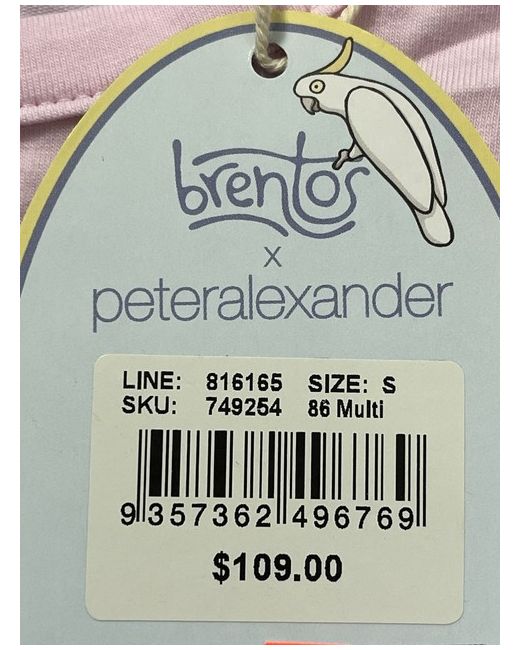 brentos
x
peteralexander
LINE: 816165 SIZE: S
SKU: 749254 86 Multi
9 357362 496769
$109.00